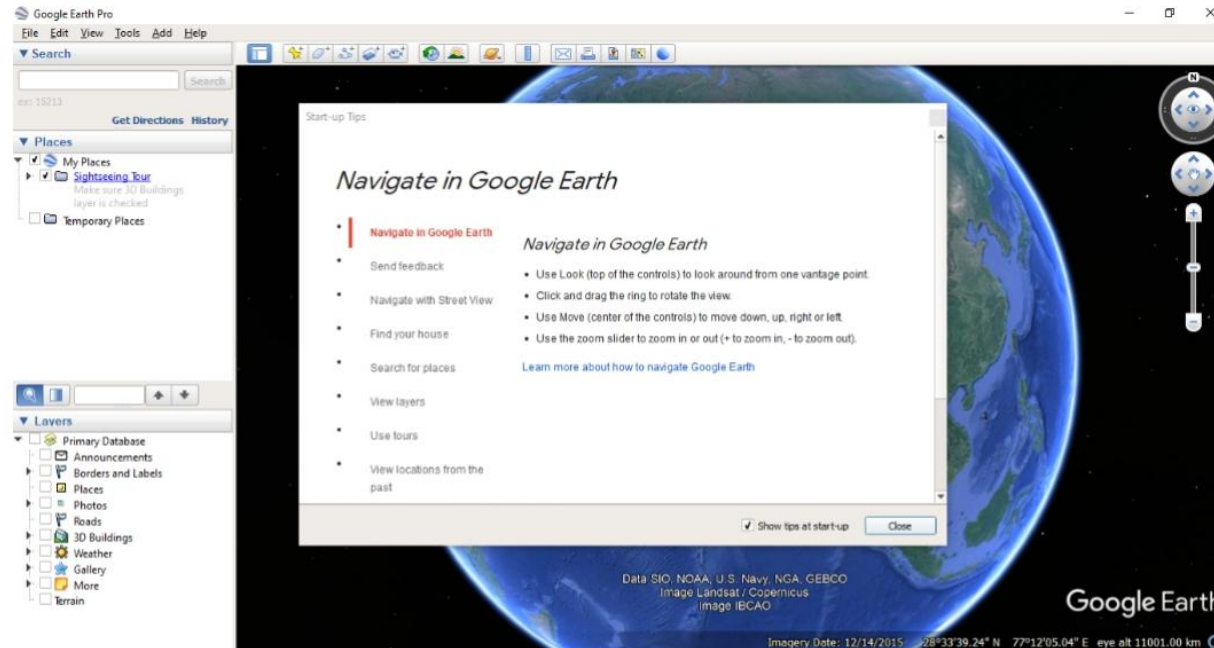 Google Earth Pro
File Edit View Tools Add Help
Search
Search
ex: 15213
Get Directions History
Places
My Places
Sightseeing Tour
Make sure 3D Buildings
layer is checked
Temporary Places
Layers
Primary Database
Announcements
Borders and Labels
Places
Photos
Roads
3D Buildings
Weather
Gallery
More
Terrain
Start-up Tips
Navigate in Google Earth
Navigate in Google Earth
Send feedback
Navigate with Street View
Find your house
Search for places
View layers
Use tours
View locations from the
past
Navigate in Google Earth
Use Look (top of the controls) to look around from one vantage point.
Click and drag the ring to rotate the view.
Use Move (center of the controls) to move down, up, right or left.
Use the zoom slider to zoom in or out (+ to zoom in, - to zoom out).
Learn more about how to navigate Google Earth
Show tips at start-up
Close
N
Data SIO, NOAA, U.S. Navy, NGA, GEBCO
Image Landsat / Copernicus
Image IBCAO
Google Earth
Imagery Date: 12/14/2015 28°33'39.24" N 77°12'05.04" E eye alt 11001.00 km